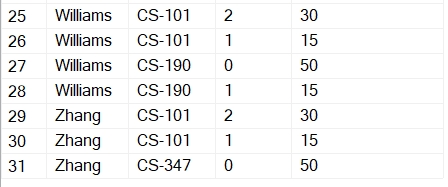 25 Williams CS-101 2 30
26 Williams CS-101 1 15
27 Williams CS-190 0 50
28 Williams CS-190 1 15
29 Zhang CS-101 2 30
30 Zhang CS-101 1 15
31 Zhang CS-347 0 50